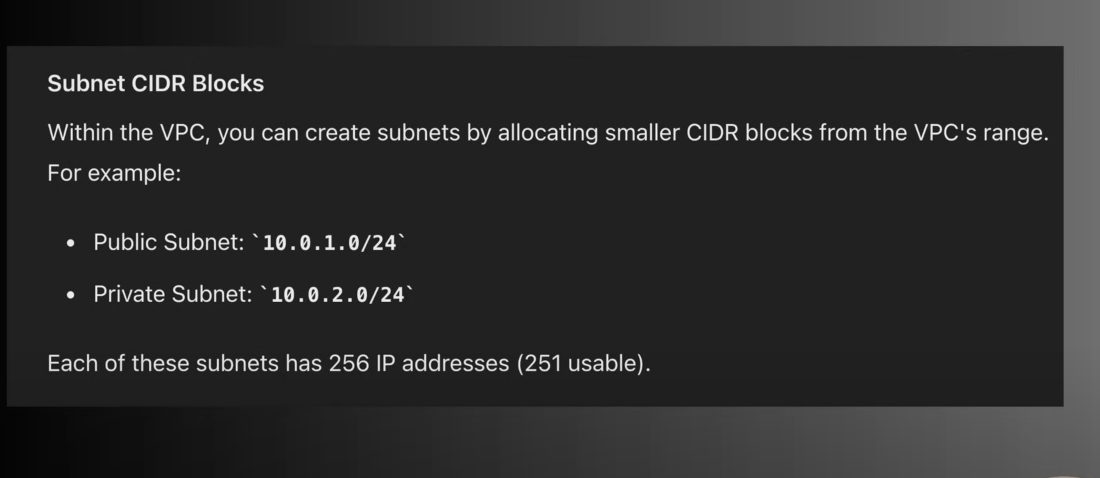 Subnet CIDR Blocks
Within the VPC, you can create subnets by allocating smaller CIDR blocks from the VPC's range.
For example:
• Public Subnet: `10.0.1.0/24`
• Private Subnet: `10.0.2.0/24`
Each of these subnets has 256 IP addresses (251 usable).